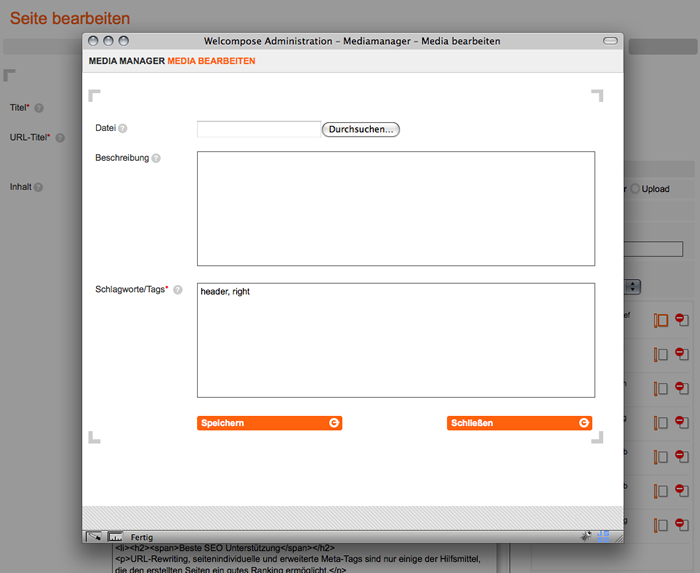 Seite bearbeiten
Welcompose Administration – Mediamanager – Media bearbeiten
MEDIA MANAGER MEDIA BEARBEITEN
Titel* ?
URL-Titel* ?
Inhalt ?
Datei ?
Durchsuchen...
Beschreibung ?
Schlagworte/Tags* ?
header, right
Speichern
Schließen
Upload
Fertig
<li><h2><span>Beste SEO Unterstützung</span></h2>
<p>URL-Rewriting, seitenindividuelle und erweiterte Meta-Tags sind nur einige der Hilfsmittel,
die den erstellten Seiten ein gutes Ranking ermöglicht.</p>